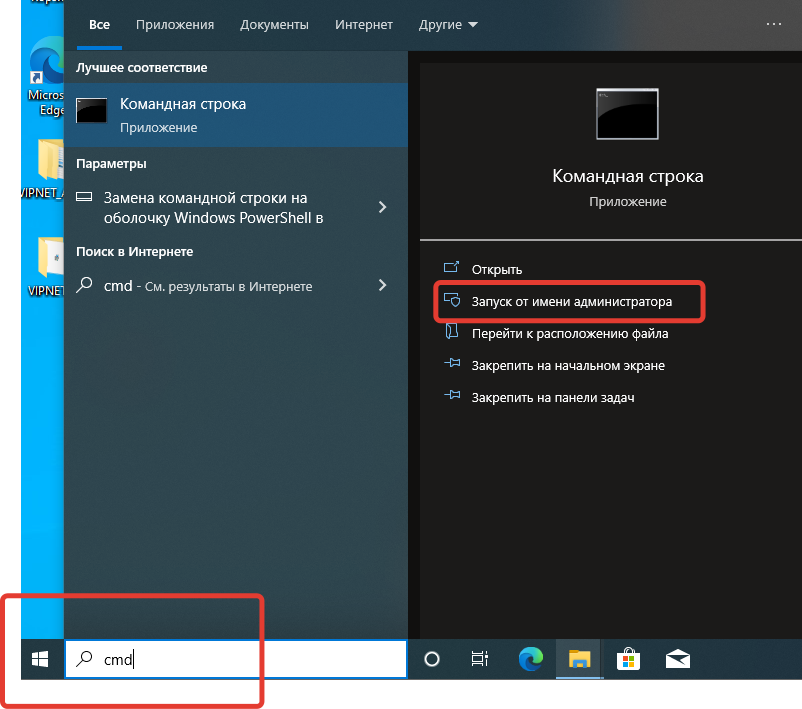 Все Приложения Документы Интернет Другие
Лучшее соответствие
Micros
Edge
Командная строка
Приложение
Параметры
Замена командной строки на
оболочку Windows PowerShell в
Поиск в Интернете
cmd - См. результаты в Интернете
VIPNET_
VIPNET
Командная строка
Приложение
Открыть
Запуск от имени администратора
Перейти к расположению файла
Закрепить на начальном экране
Закрепить на панели задач
cmd